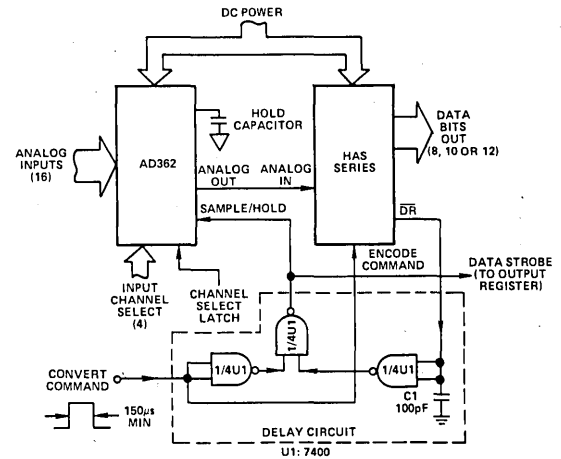 DC POWER
HOLD
CAPACITOR
AD362
HAS
SERIES
DATA
BITS
OUT
(8, 10 OR 12)
ANALOG
INPUTS
(16)
ANALOG
OUT
ANALOG
IN
SAMPLE/HOLD
DR
ENCODE
COMMAND
DATA STROBE
(TO OUTPUT
REGISTER)
INPUT
CHANNEL
SELECT
(4)
CHANNEL
SELECT
LATCH
1/4U1
CONVERT
COMMAND
1/4U1
1/4U1
C1
100pF
150μs
MIN
DELAY CIRCUIT
U1: 7400